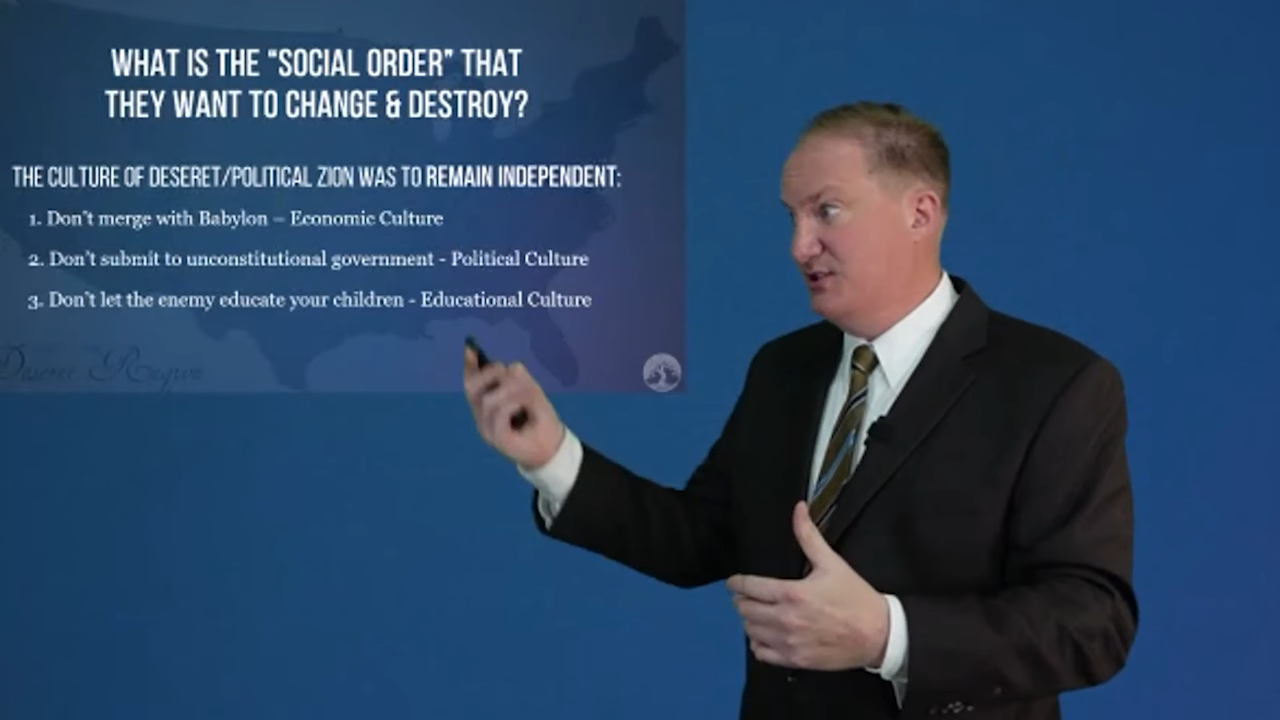 WHAT IS THE “SOCIAL ORDER” THAT
THEY WANT TO CHANGE & DESTROY?
THE CULTURE OF DESERET/POLITICAL ZION WAS TO REMAIN INDEPENDENT:
1. Don’t merge with Babylon – Economic Culture
2. Don’t submit to unconstitutional government - Political Culture
3. Don’t let the enemy educate your children - Educational Culture
Deseret